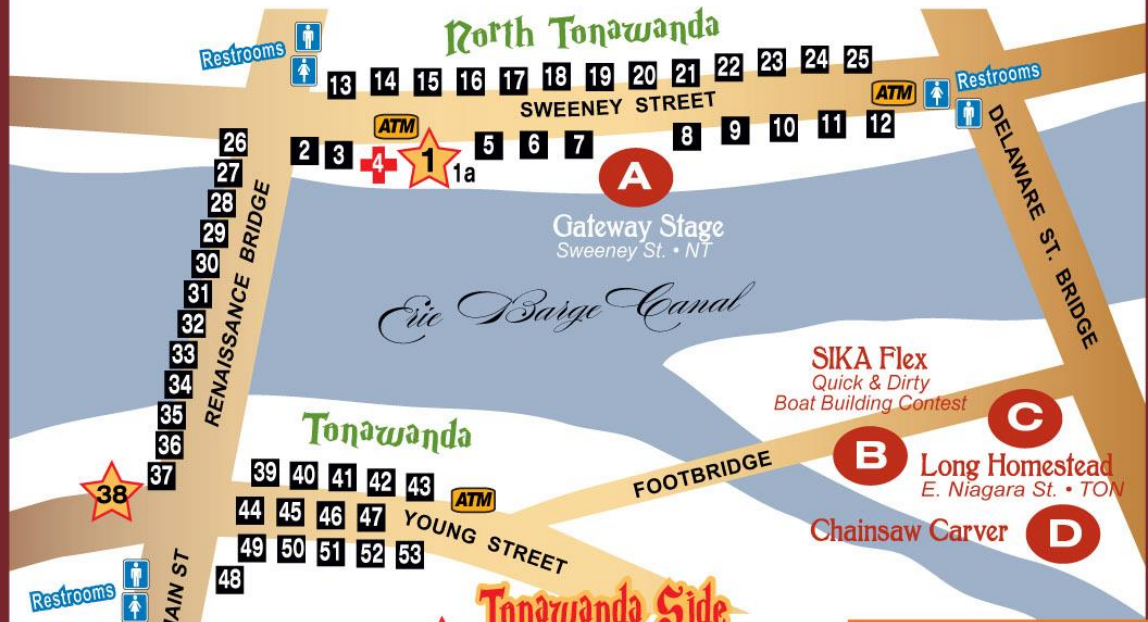 North Tonawanda
Restrooms
13 14 15 16 17 18 19 20 21 22 23 24 25
SWEENEY STREET
ATM
Restrooms
ATM
26
2 3 4 1 1a 5 6 7 8 9 10 11 12
DELAWARE ST. BRIDGE
27
28
29
30
31
32
33
34
35
36
37
38
RENAISSANCE BRIDGE
A
Gateway Stage
Sweeney St. • NT
Erie Barge Canal
SIKA Flex
Quick & Dirty
Boat Building Contest
B
C
Long Homestead
E. Niagara St. • TON
Chainsaw Carver
D
FOOTBRIDGE
Tonawanda
39 40 41 42 43
ATM
44 45 46 47
YOUNG STREET
49 50 51 52 53
48
Restrooms
AIN ST
Tonawanda Side